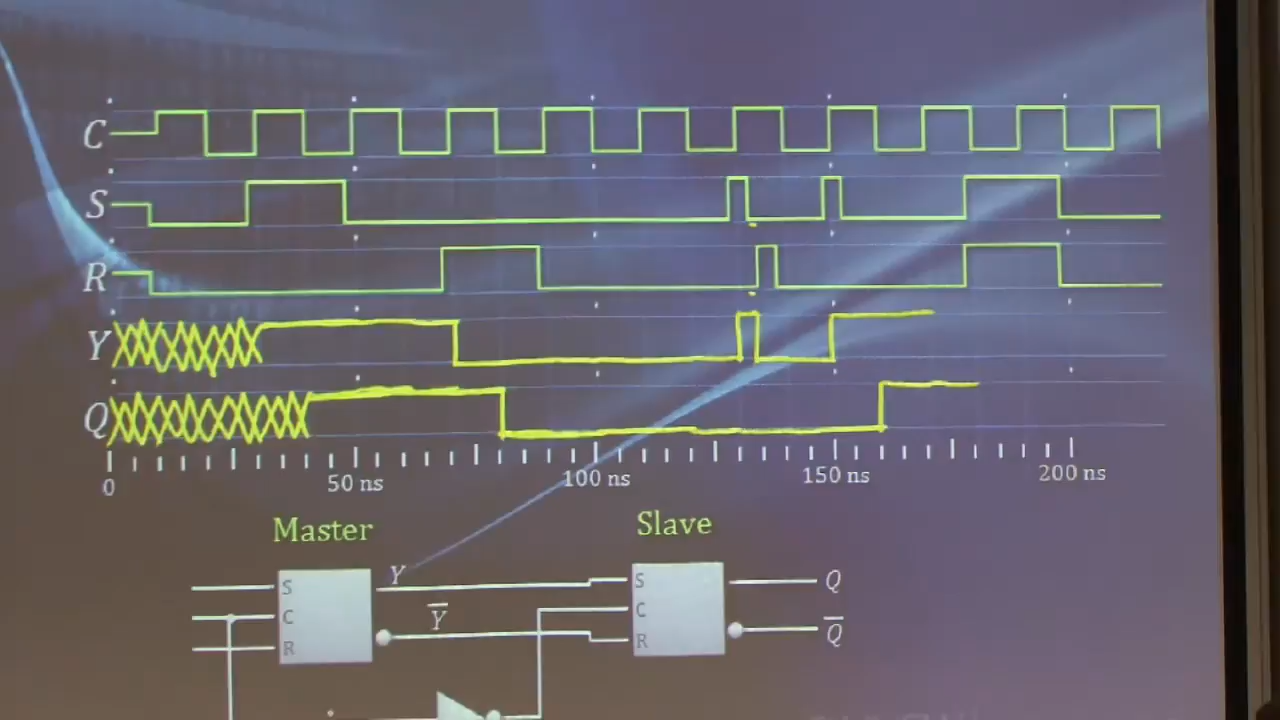 C
S
R
Y
Q
0 50 ns 100 ns 150 ns 200 ns
Master Slave
S Y S Q
C Y̅ C
R R Q̅